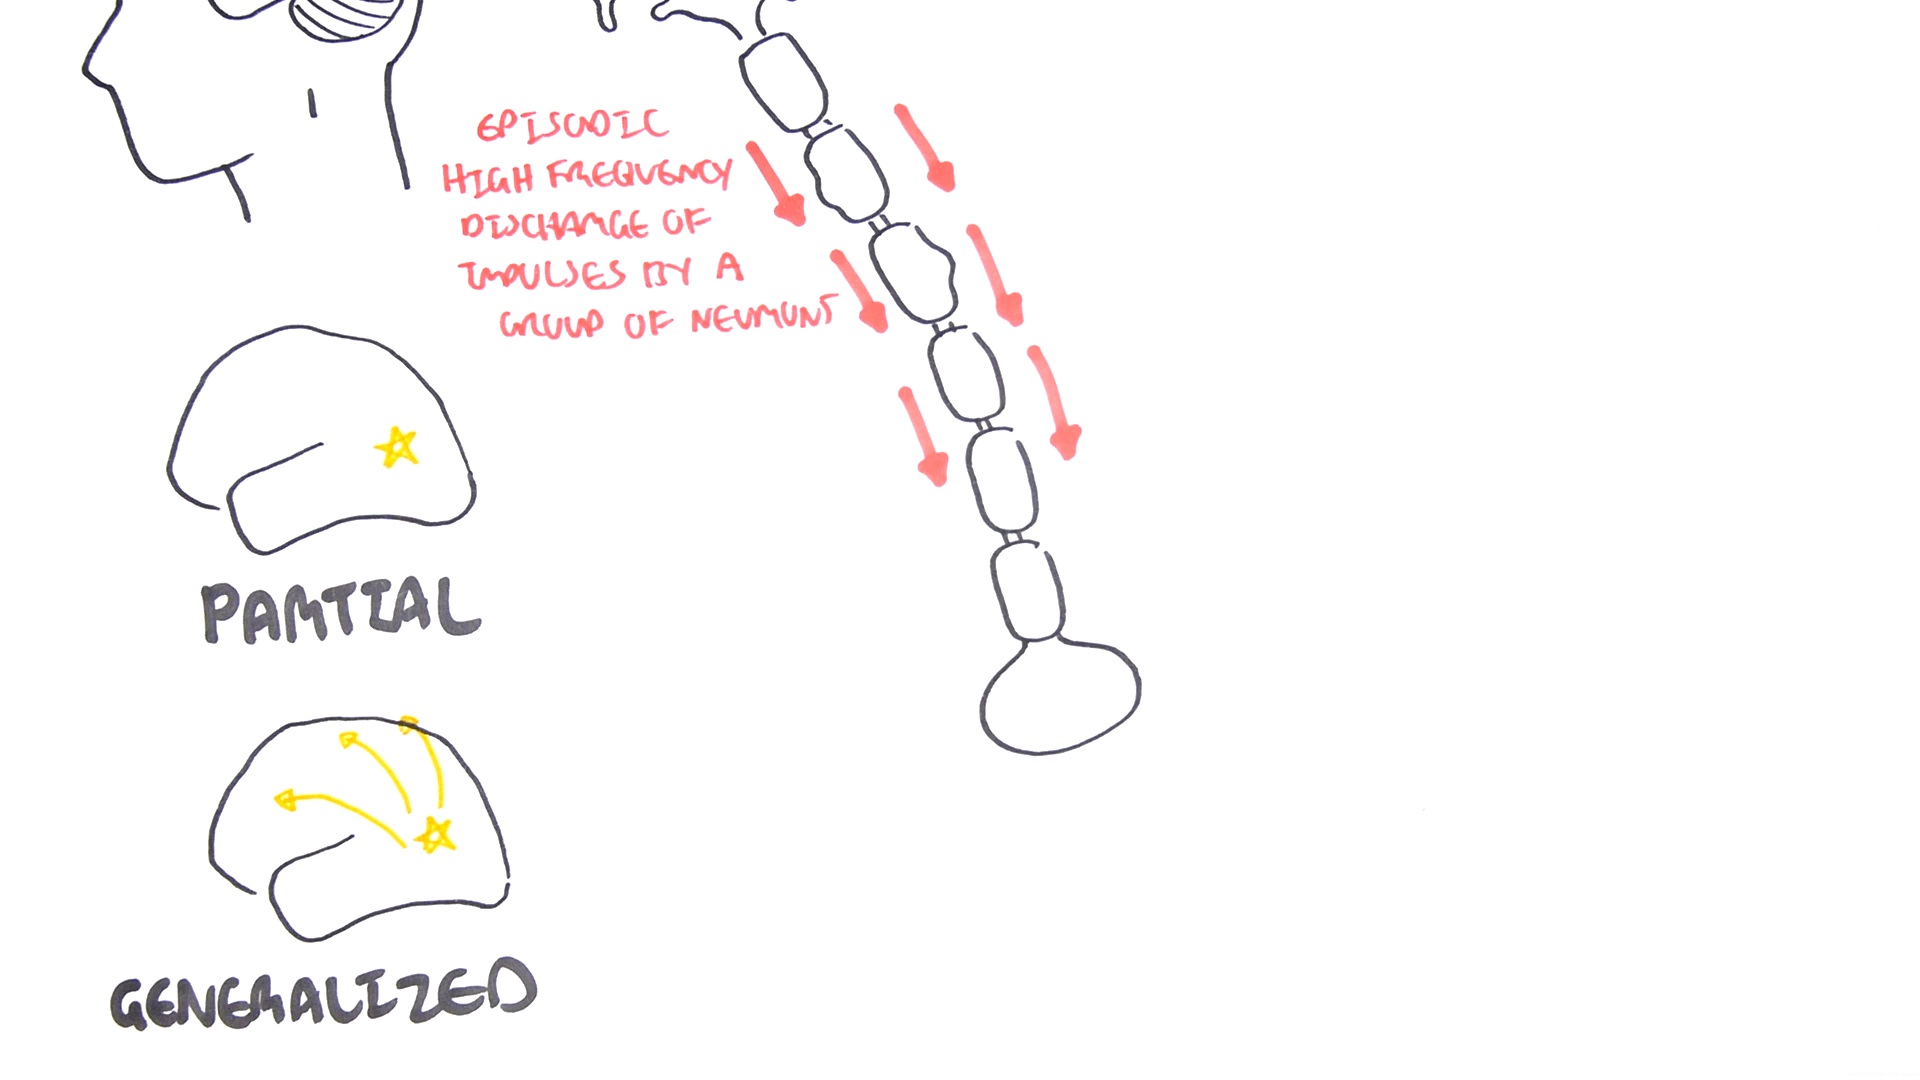 EPISODIC
HIGH FREQUENCY
DISCHARGE OF
IMPULSES BY A
GROUP OF NEURONS
PARTIAL
GENERALIZED